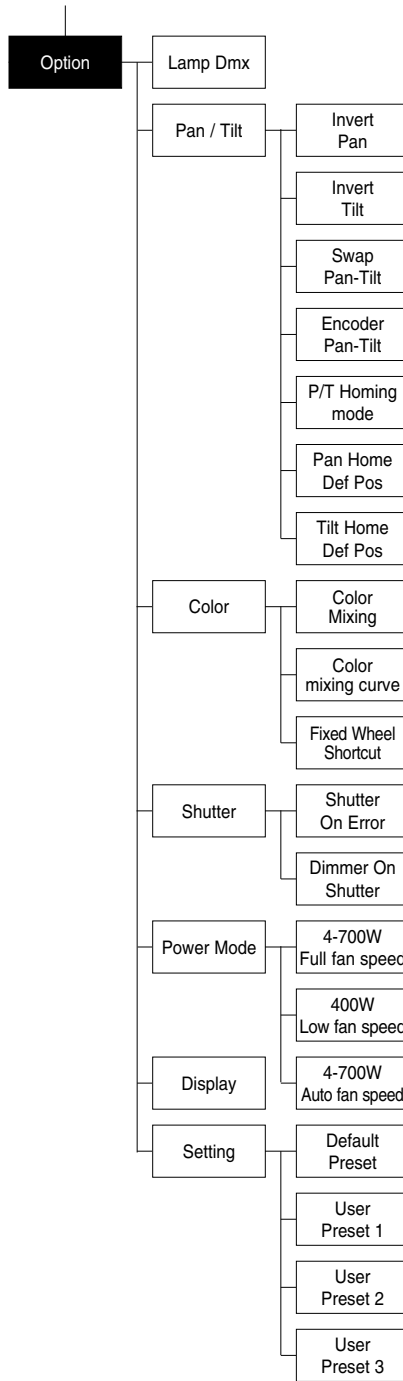 Option
Lamp Dmx
Pan / Tilt
Invert
Pan
Invert
Tilt
Swap
Pan-Tilt
Encoder
Pan-Tilt
P/T Homing
mode
Pan Home
Def Pos
Tilt Home
Def Pos
Color
Color
Mixing
Color
mixing curve
Fixed Wheel
Shortcut
Shutter
Shutter
On Error
Dimmer On
Shutter
Power Mode
4-700W
Full fan speed
400W
Low fan speed
4-700W
Auto fan speed
Display
Setting
Default
Preset
User
Preset 1
User
Preset 2
User
Preset 3